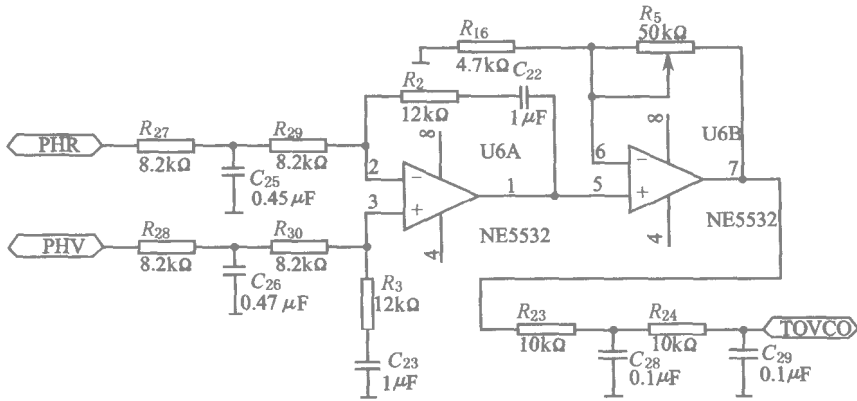 R16
4.7kΩ
R5
50kΩ
R2
12kΩ
C22
1μF
8
U6A
8
U6B
PHR
R27
8.2kΩ
R29
8.2kΩ
2
6
7
C25
0.45μF
3
1
5
PHV
R28
8.2kΩ
R30
8.2kΩ
4
NE5532
4
NE5532
C26
0.47μF
R3
12kΩ
C23
1μF
R23
10kΩ
R24
10kΩ
TOVCO
C28
0.1μF
C29
0.1μF